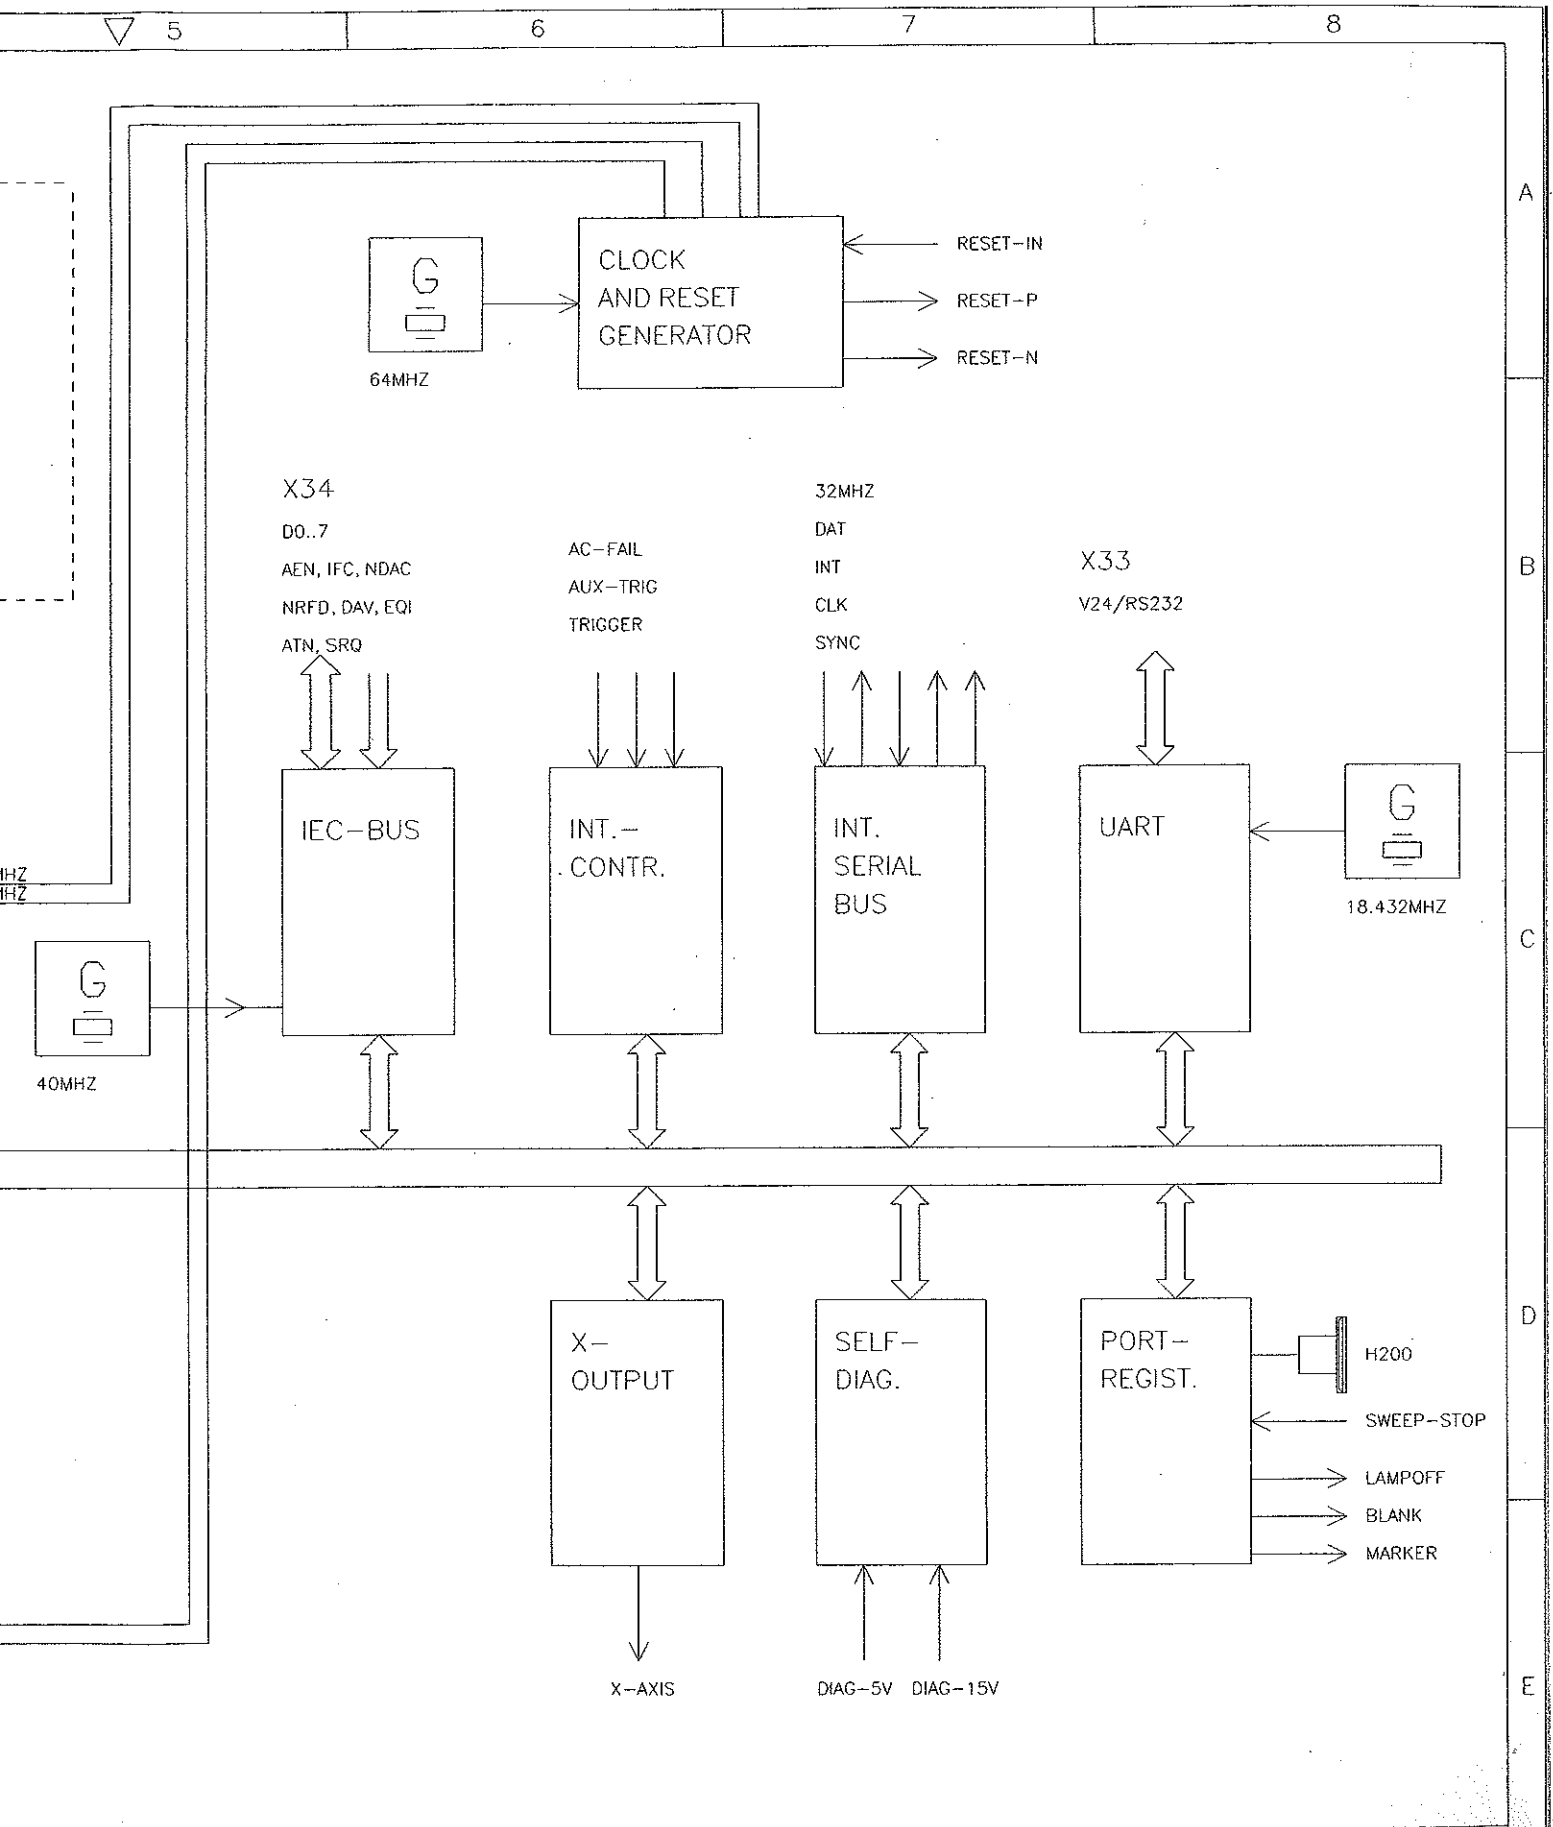 5
6
7
8
A
B
C
D
E
CLOCK
AND RESET
GENERATOR
G
64MHZ
RESET-IN
RESET-P
RESET-N
X34
D0..7
AEN, IFC, NDAC
NRFD, DAV, EQI
ATN, SRQ
AC-FAIL
AUX-TRIG
TRIGGER
32MHZ
DAT
INT
CLK
SYNC
X33
V24/RS232
IEC-BUS
INT.-
CONTR.
INT.
SERIAL
BUS
UART
G
18.432MHZ
HZ
HZ
G
40MHZ
X-
OUTPUT
SELF-
DIAG.
PORT-
REGIST.
H200
SWEEP-STOP
LAMPOFF
BLANK
MARKER
X-AXIS
DIAG-5V
DIAG-15V